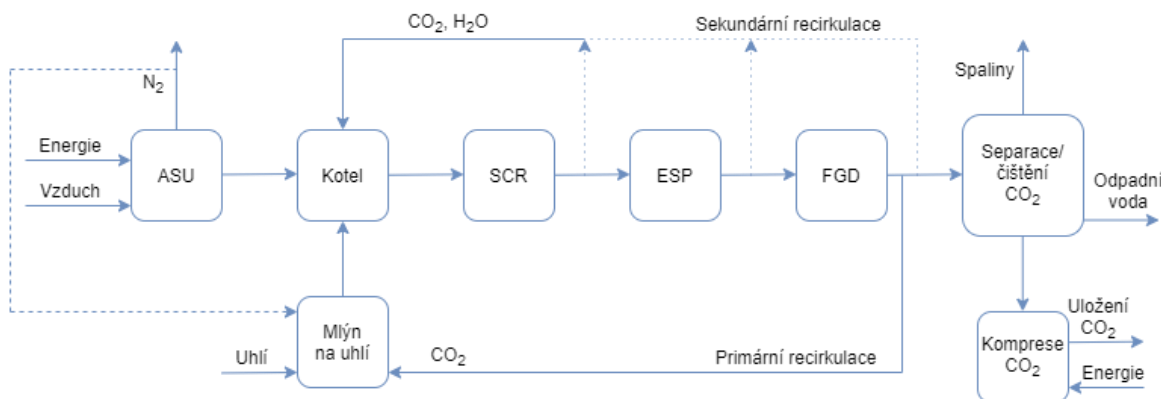 CO₂, H₂O
Sekundární recirkulace
N₂
Spaliny
Energie
Vzduch
ASU
Kotel
SCR
ESP
FGD
Separace/
čištění
CO₂
Odpadní
voda
Uhlí
Mlýn
na uhlí
CO₂
Primární recirkulace
Komprese
CO₂
Uložení
CO₂
Energie